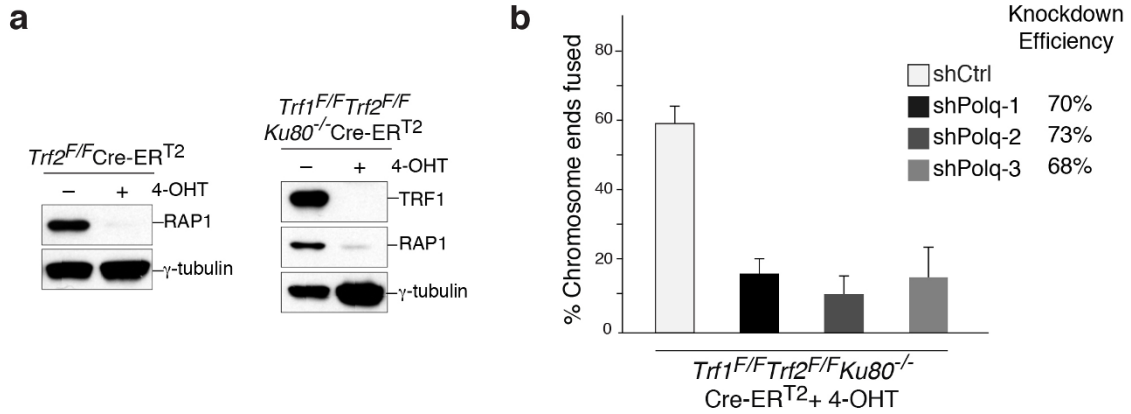 a
Trf2F/FCre-ERT2
– + 4-OHT
RAP1
γ-tubulin
Trf1F/FTrf2F/F
Ku80-/-Cre-ERT2
– + 4-OHT
TRF1
RAP1
γ-tubulin
b
% Chromosome ends fused
80
60
40
20
0
Knockdown
Efficiency
shCtrl
shPolq-1 70%
shPolq-2 73%
shPolq-3 68%
Trf1F/FTrf2F/FKu80-/-
Cre-ERT2+ 4-OHT